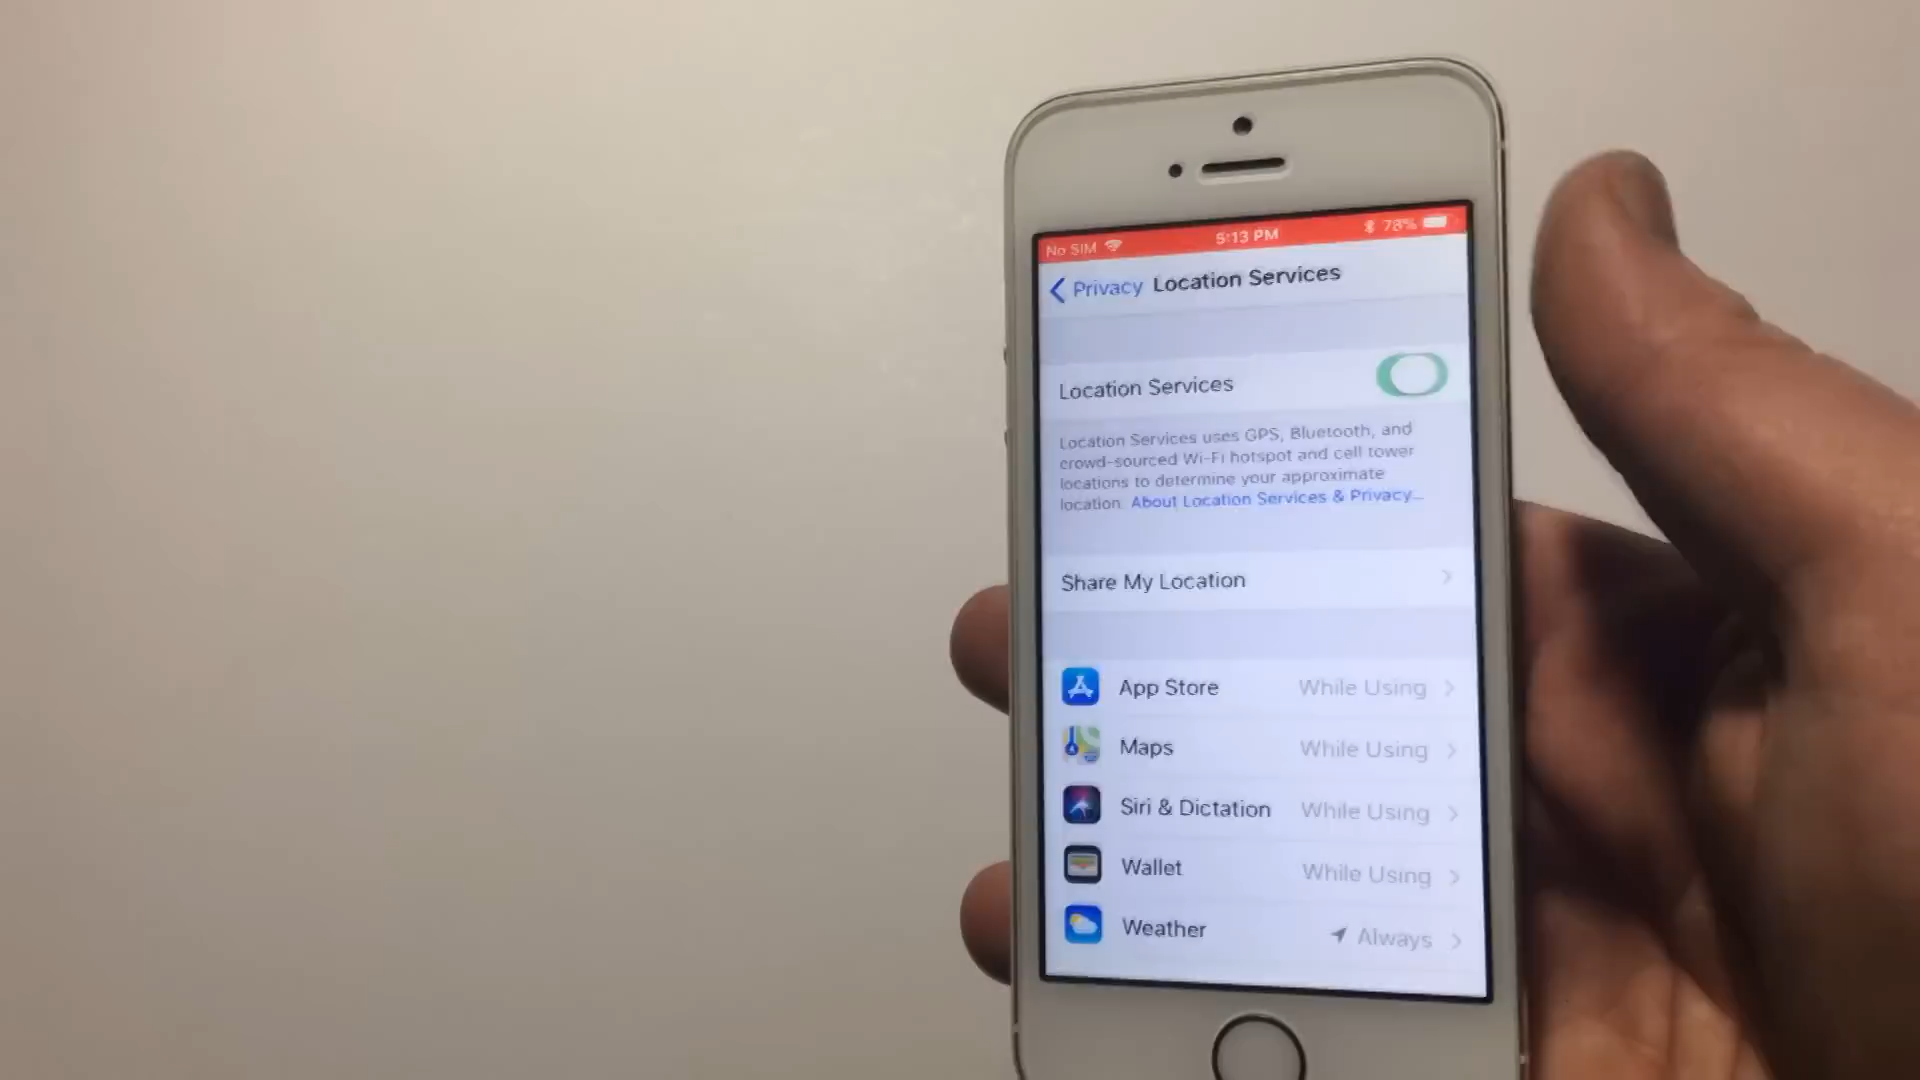 No SIM 5:13 PM 78%
Privacy Location Services
Location Services
Location Services uses GPS, Bluetooth, and
crowd-sourced Wi-Fi hotspot and cell tower
locations to determine your approximate
location. About Location Services & Privacy...
Share My Location
App Store While Using
Maps While Using
Siri & Dictation While Using
Wallet While Using
Weather Always